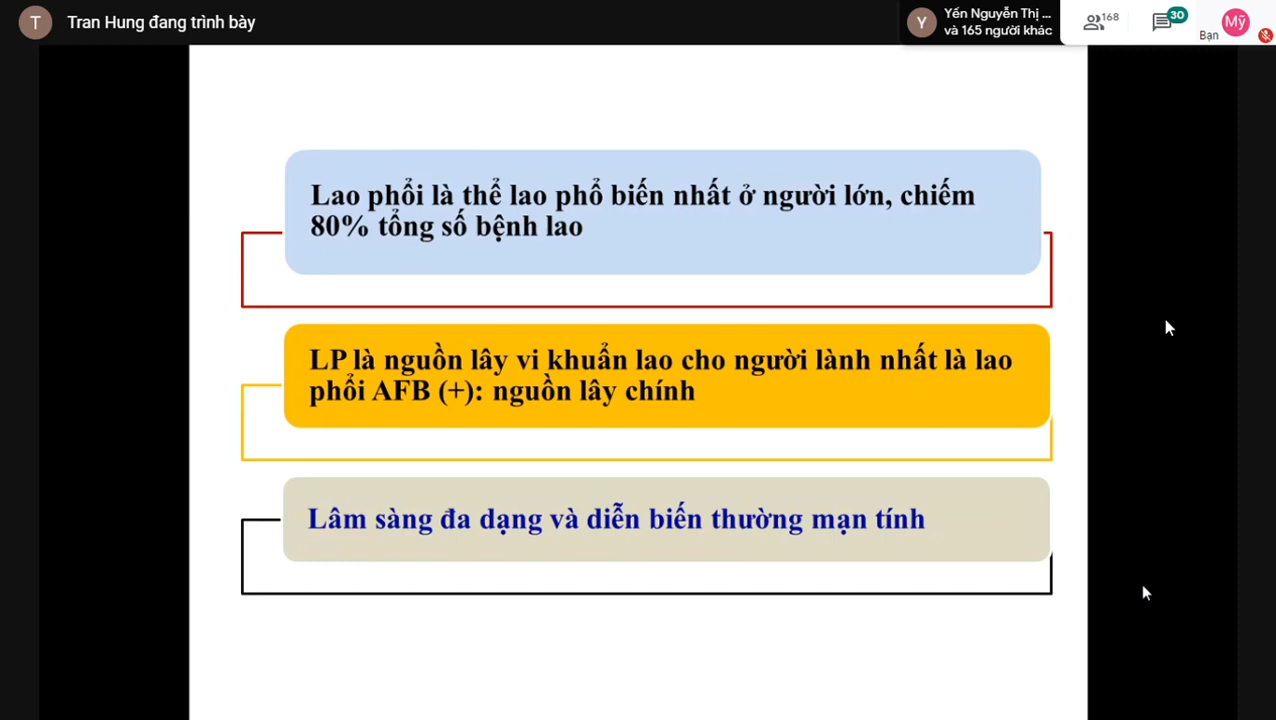 T Tran Hung đang trình bày
Y Yến Nguyễn Thị ...
và 165 người khác
168
30
Mỹ
Bạn
Lao phổi là thể lao phổ biến nhất ở người lớn, chiếm
80% tổng số bệnh lao
LP là nguồn lây vi khuẩn lao cho người lành nhất là lao
phổi AFB (+): nguồn lây chính
Lâm sàng đa dạng và diễn biến thường mạn tính